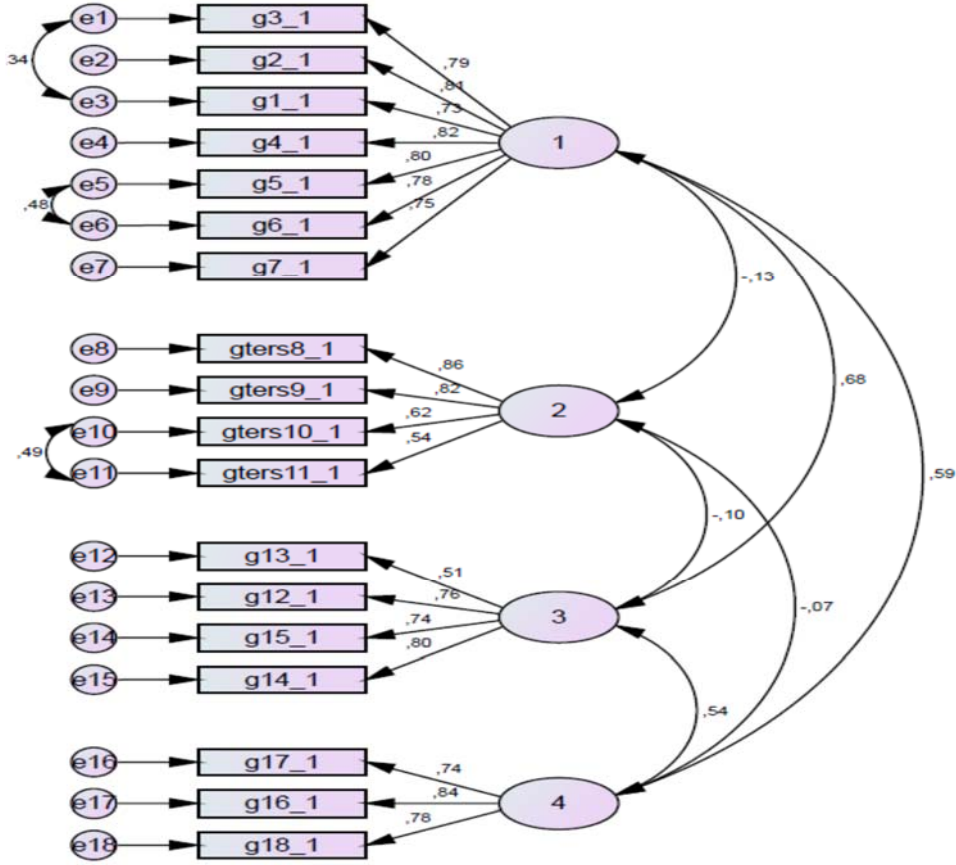 e1 g3_1
,79
34 e2 g2_1
,81
e3 g1_1
,73
e4 g4_1
,82
1
e5 g5_1
,80
,48
,78
e6 g6_1
,75
e7 g7_1
-,13
e8 gters8_1
,86
,68
e9 gters9_1
,82
2
e10 gters10_1
,62
,49
,54
e11 gters11_1
,59
-,10
e12 g13_1
,51
e13 g12_1
,76
-,07
3
e14 g15_1
,74
,80
e15 g14_1
,54
e16 g17_1
,74
e17 g16_1
,84
4
,78
e18 g18_1